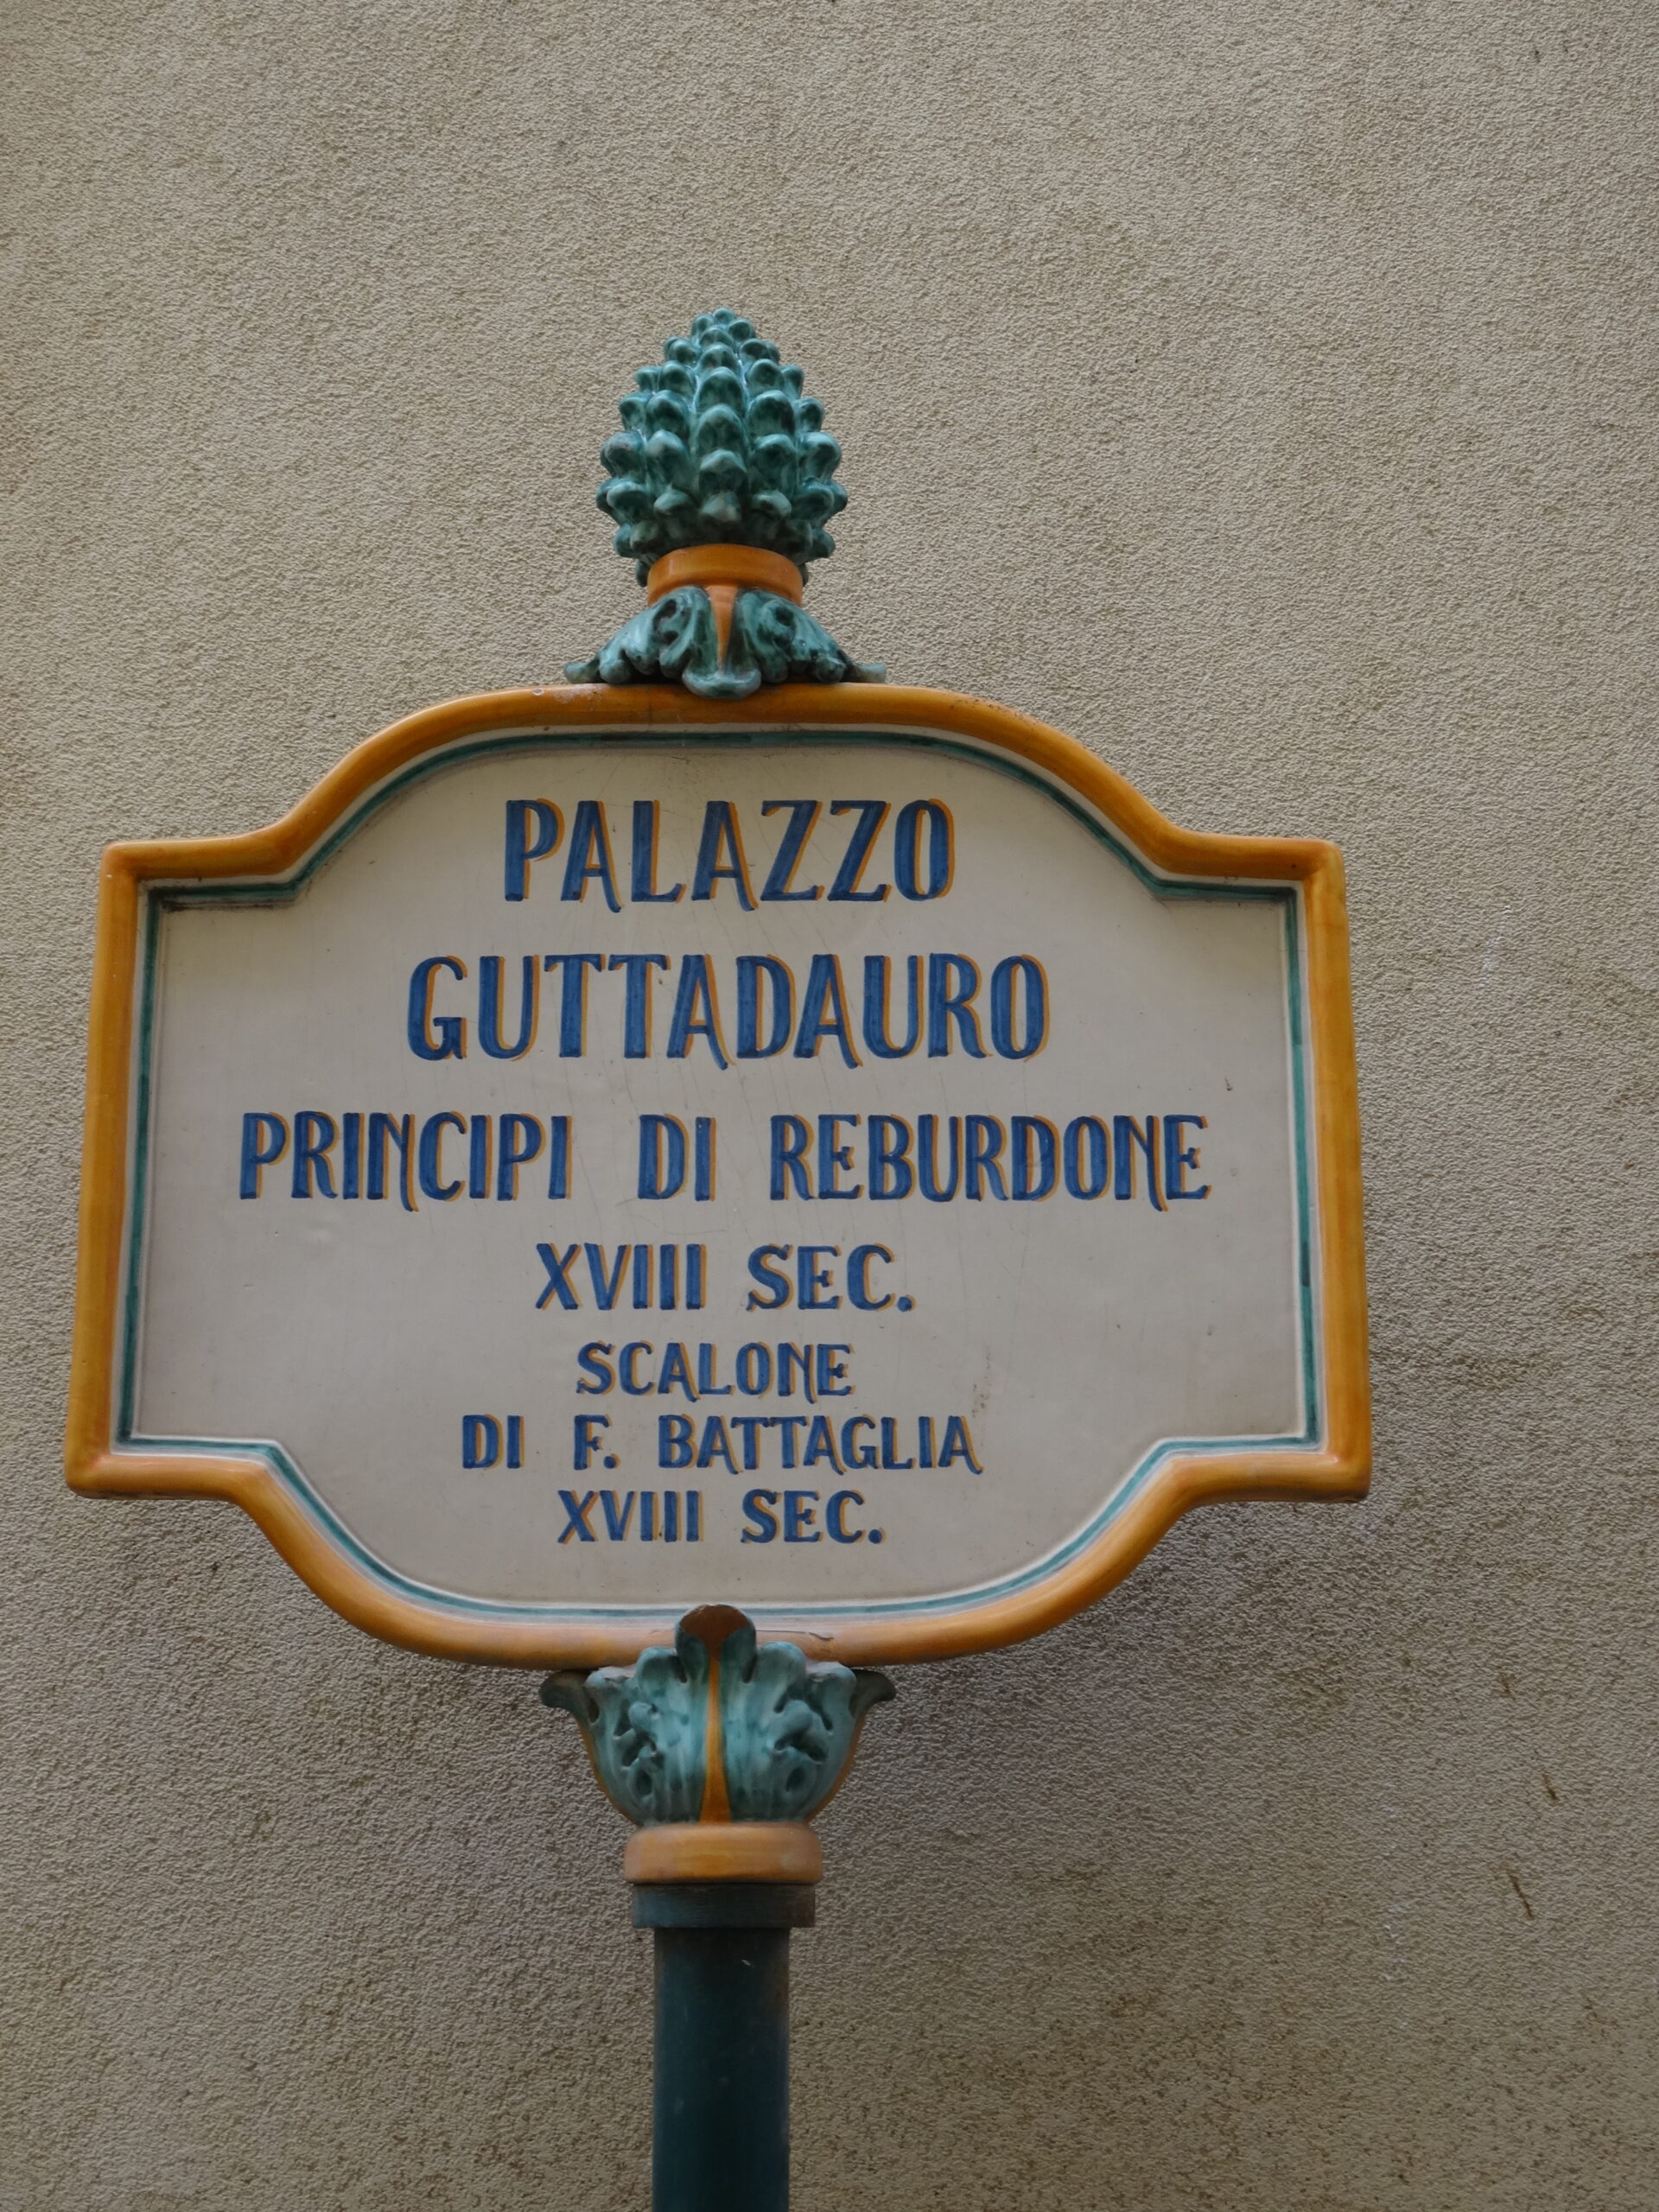 PALAZZO
GUTTADAURO
PRINCIPI DI REBURDONE
XVIII SEC.
SCALONE
DI F. BATTAGLIA
XVIII SEC.